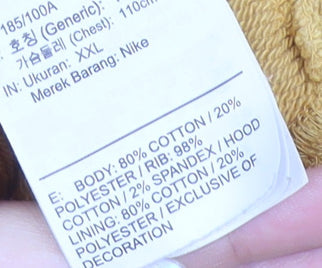 185/100A
호칭 (Generic):
가슴둘레 (Chest): 110cm
IN: Ukuran: XXL
Merek Barang: Nike
E: BODY: 80% COTTON / 20%
POLYESTER / RIB: 98%
COTTON / 2% SPANDEX / HOOD
LINING: 80% COTTON / 20%
POLYESTER / EXCLUSIVE OF
DECORATION